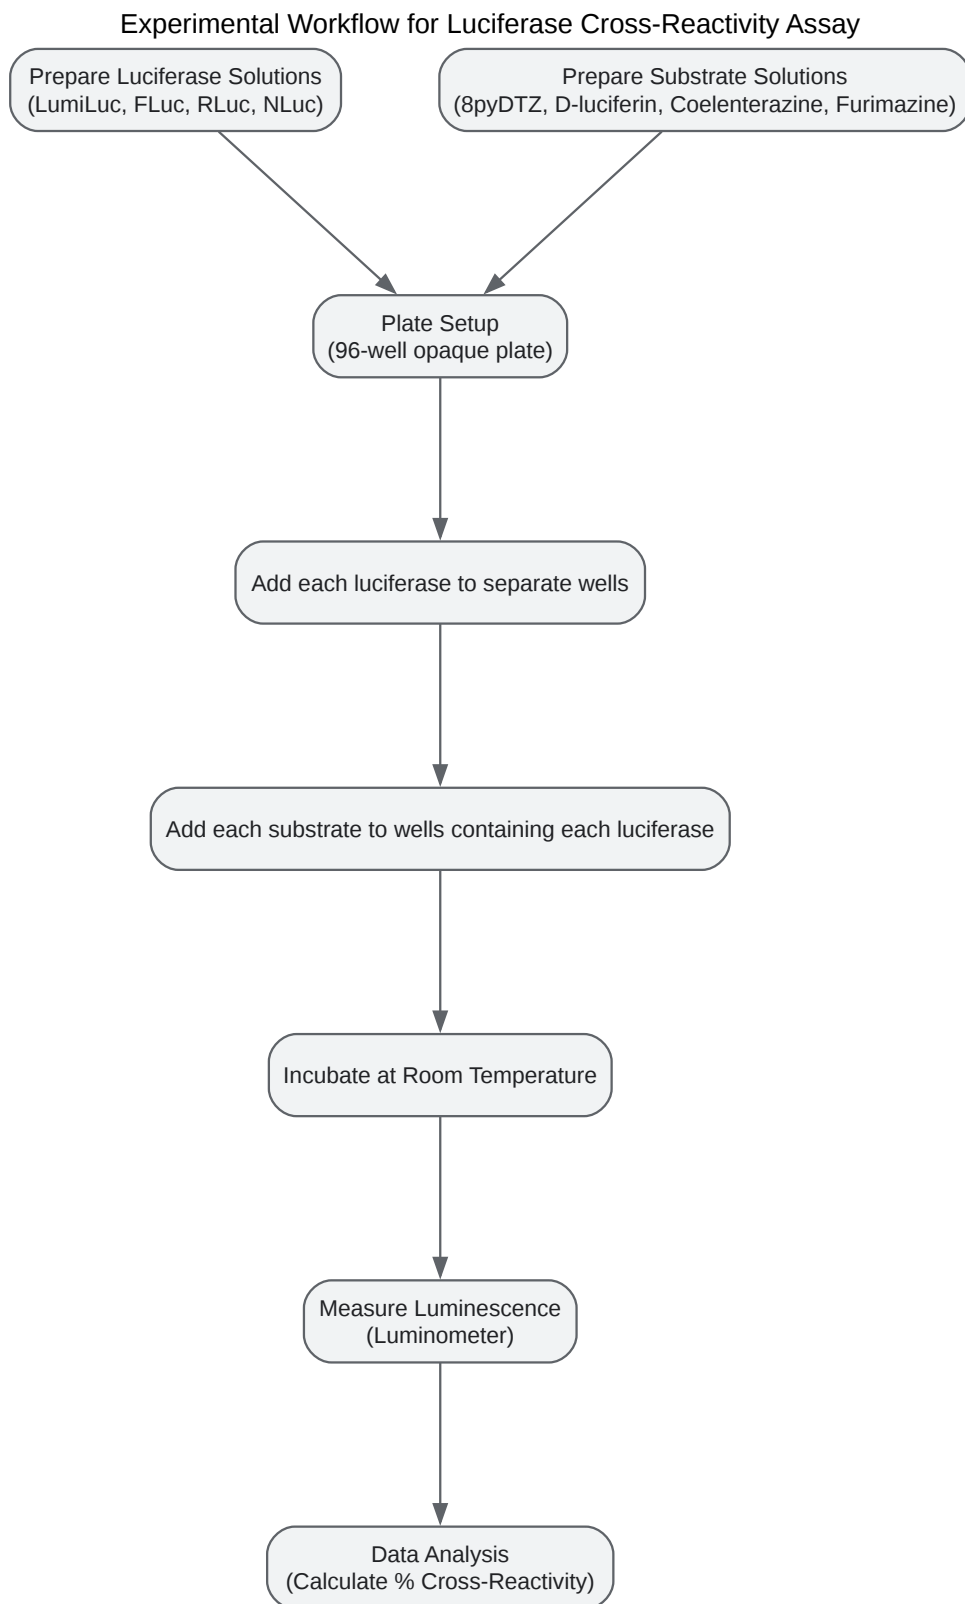 Experimental Workflow for Luciferase Cross-Reactivity Assay
Prepare Luciferase Solutions
(LumiLuc, FLuc, RLuc, NLuc)
Prepare Substrate Solutions
(8pyDTZ, D-luciferin, Coelenterazine, Furimazine)
Plate Setup
(96-well opaque plate)
Add each luciferase to separate wells
Add each substrate to wells containing each luciferase
Incubate at Room Temperature
Measure Luminescence
(Luminometer)
Data Analysis
(Calculate % Cross-Reactivity)